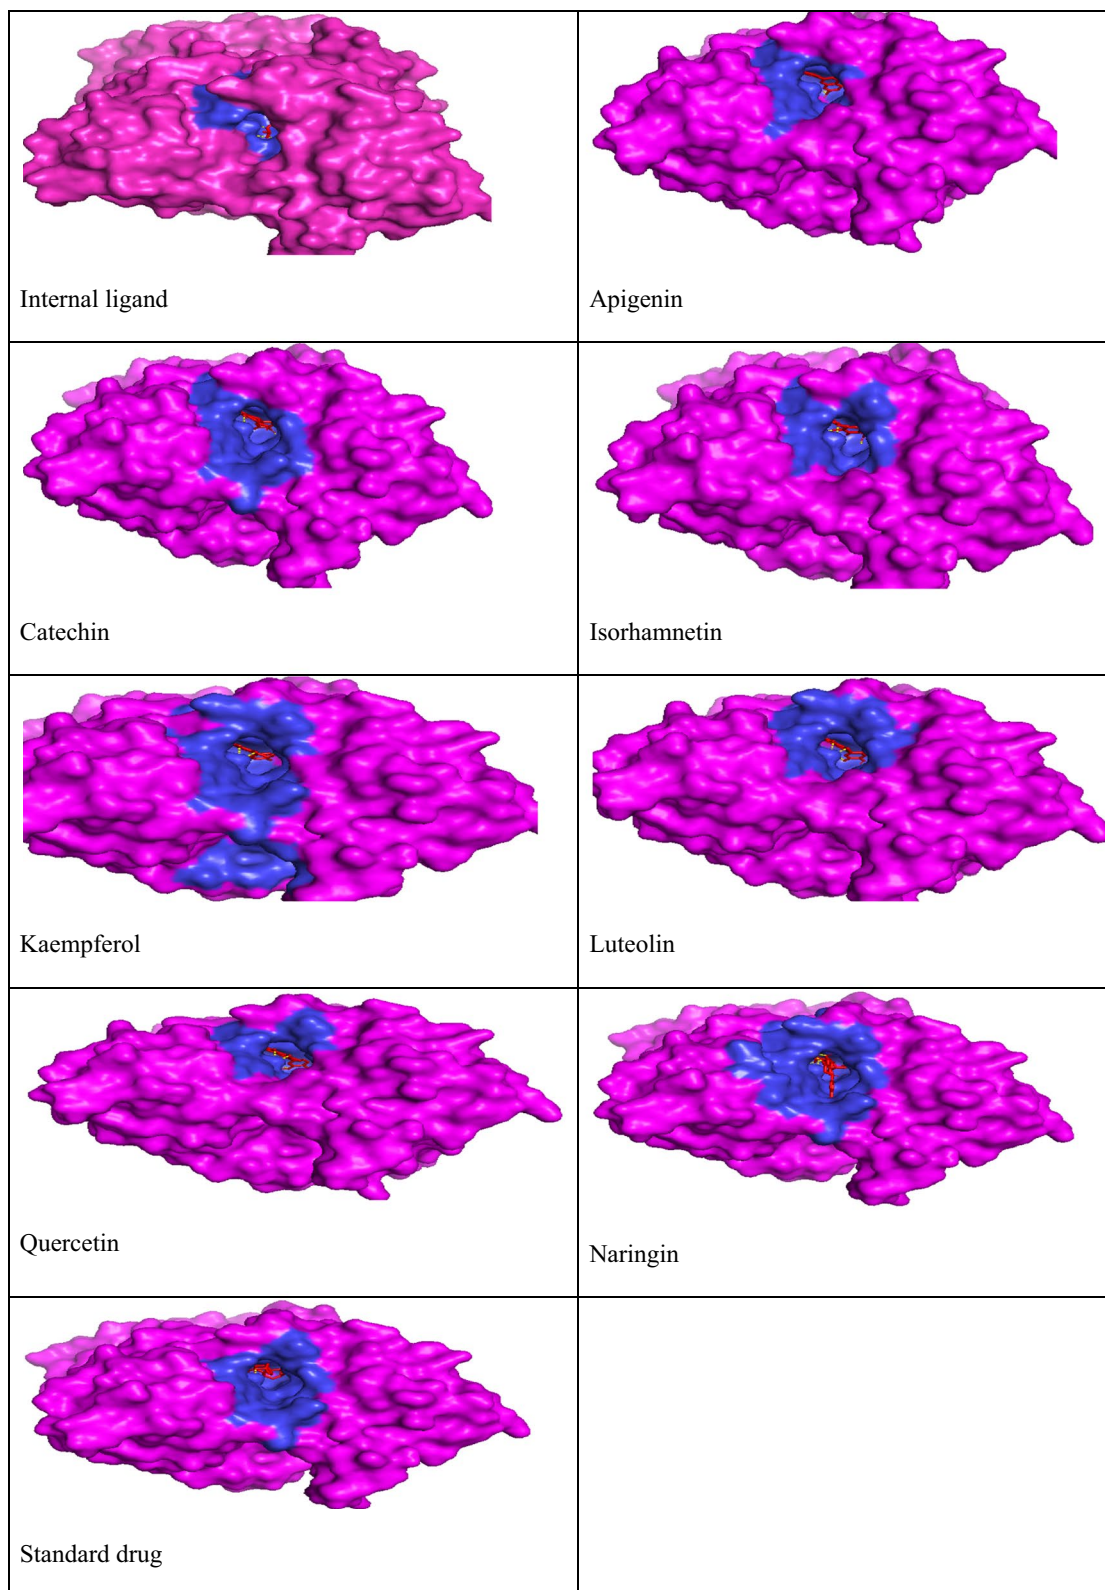 Internal ligand
Apigenin
Catechin
Isorhamnetin
Kaempferol
Luteolin
Quercetin
Naringin
Standard drug